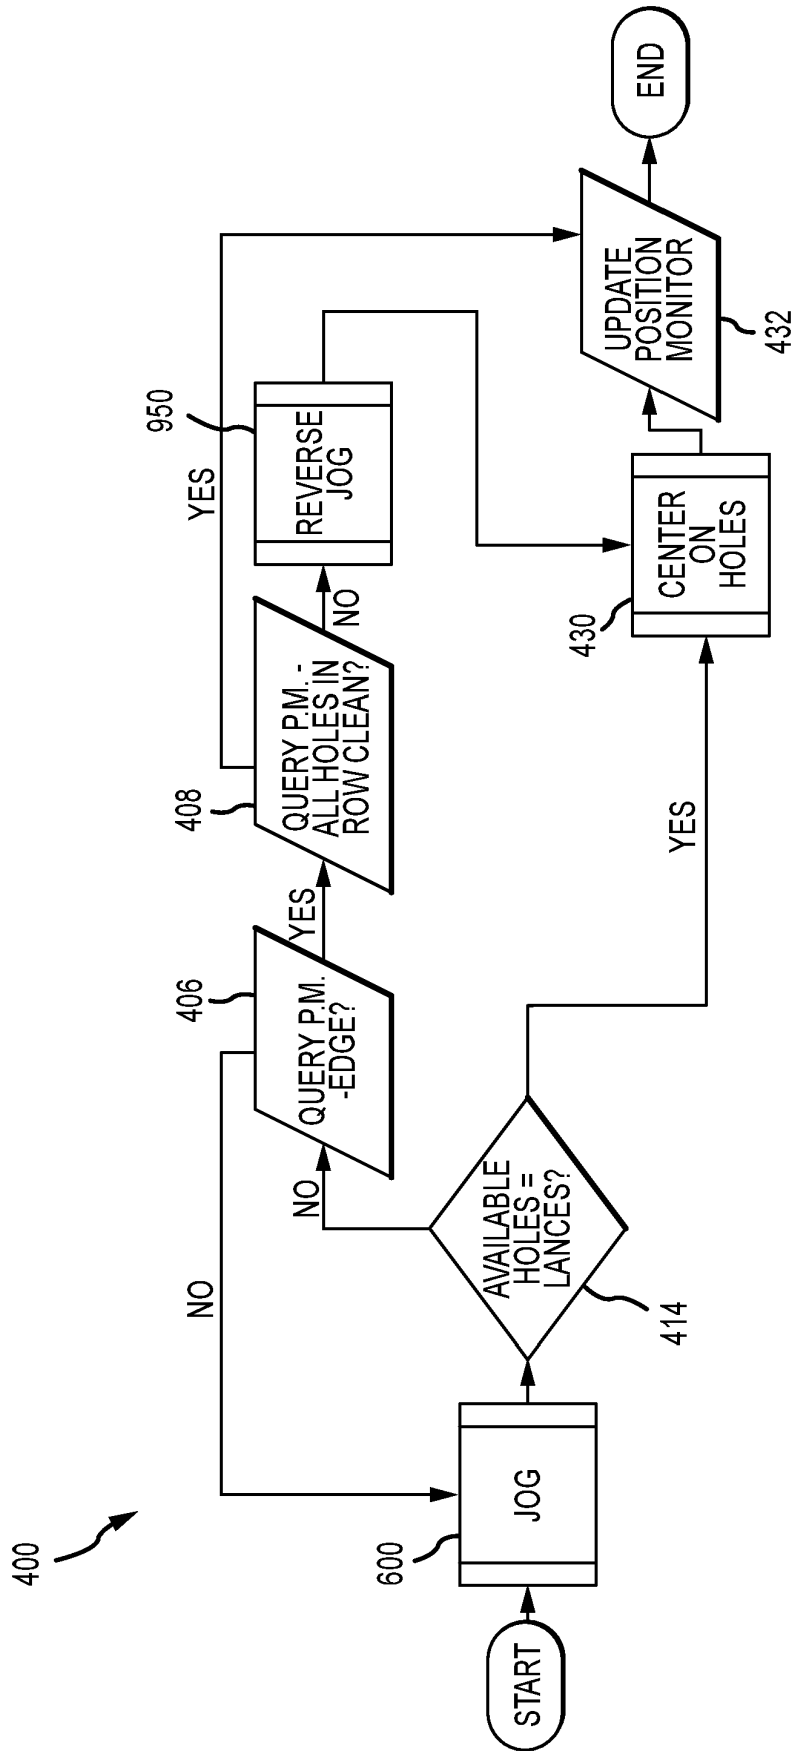 400
START
600
JOG
414
AVAILABLE
HOLES =
LANCES?
NO
YES
406
QUERY P.M.
-EDGE?
NO
YES
408
QUERY P.M. -
ALL HOLES IN
ROW CLEAN?
YES
NO
950
REVERSE
JOG
430
CENTER
ON
HOLES
432
UPDATE
POSITION
MONITOR
END